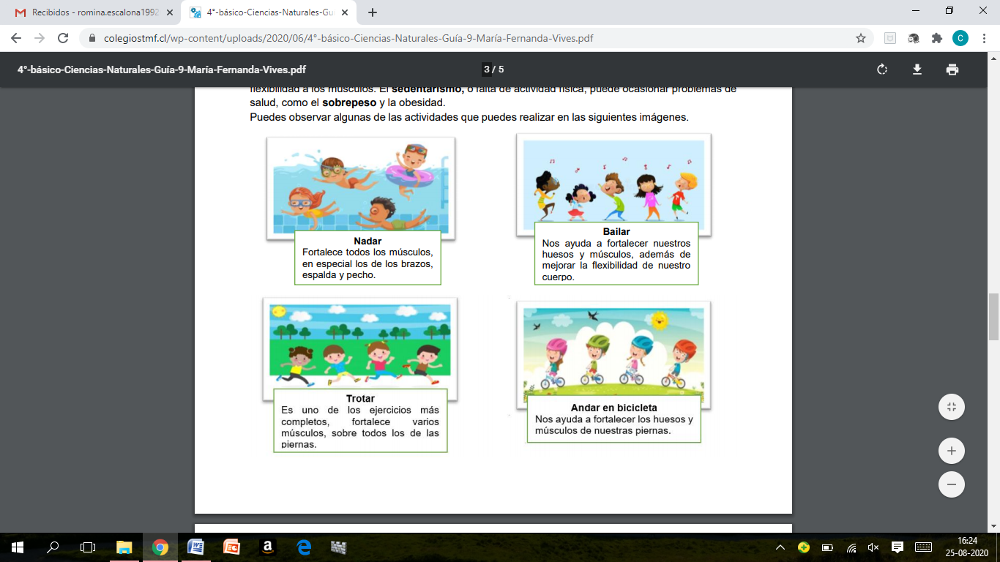 Recibidos - romina.escalona1992
4°-básico-Ciencias-Naturales-Gu
colegiostmf.cl/wp-content/uploads/2020/06/4°-básico-Ciencias-Naturales-Guía-9-María-Fernanda-Vives.pdf
C
4°-básico-Ciencias-Naturales-Guía-9-María-Fernanda-Vives.pdf
3 / 5
flexibilidad a los músculos. El sedentarismo, o falta de actividad física, puede ocasionar problemas de
salud, como el sobrepeso y la obesidad.
Puedes observar algunas de las actividades que puedes realizar en las siguientes imágenes.
Nadar
Fortalece todos los músculos,
en especial los de los brazos,
espalda y pecho.
Bailar
Nos ayuda a fortalecer nuestros
huesos y músculos, además de
mejorar la flexibilidad de nuestro
cuerpo.
Trotar
Es uno de los ejercicios más
completos, fortalece varios
músculos, sobre todos los de las
piernas.
Andar en bicicleta
Nos ayuda a fortalecer los huesos y
músculos de nuestras piernas.
16:24
25-08-2020